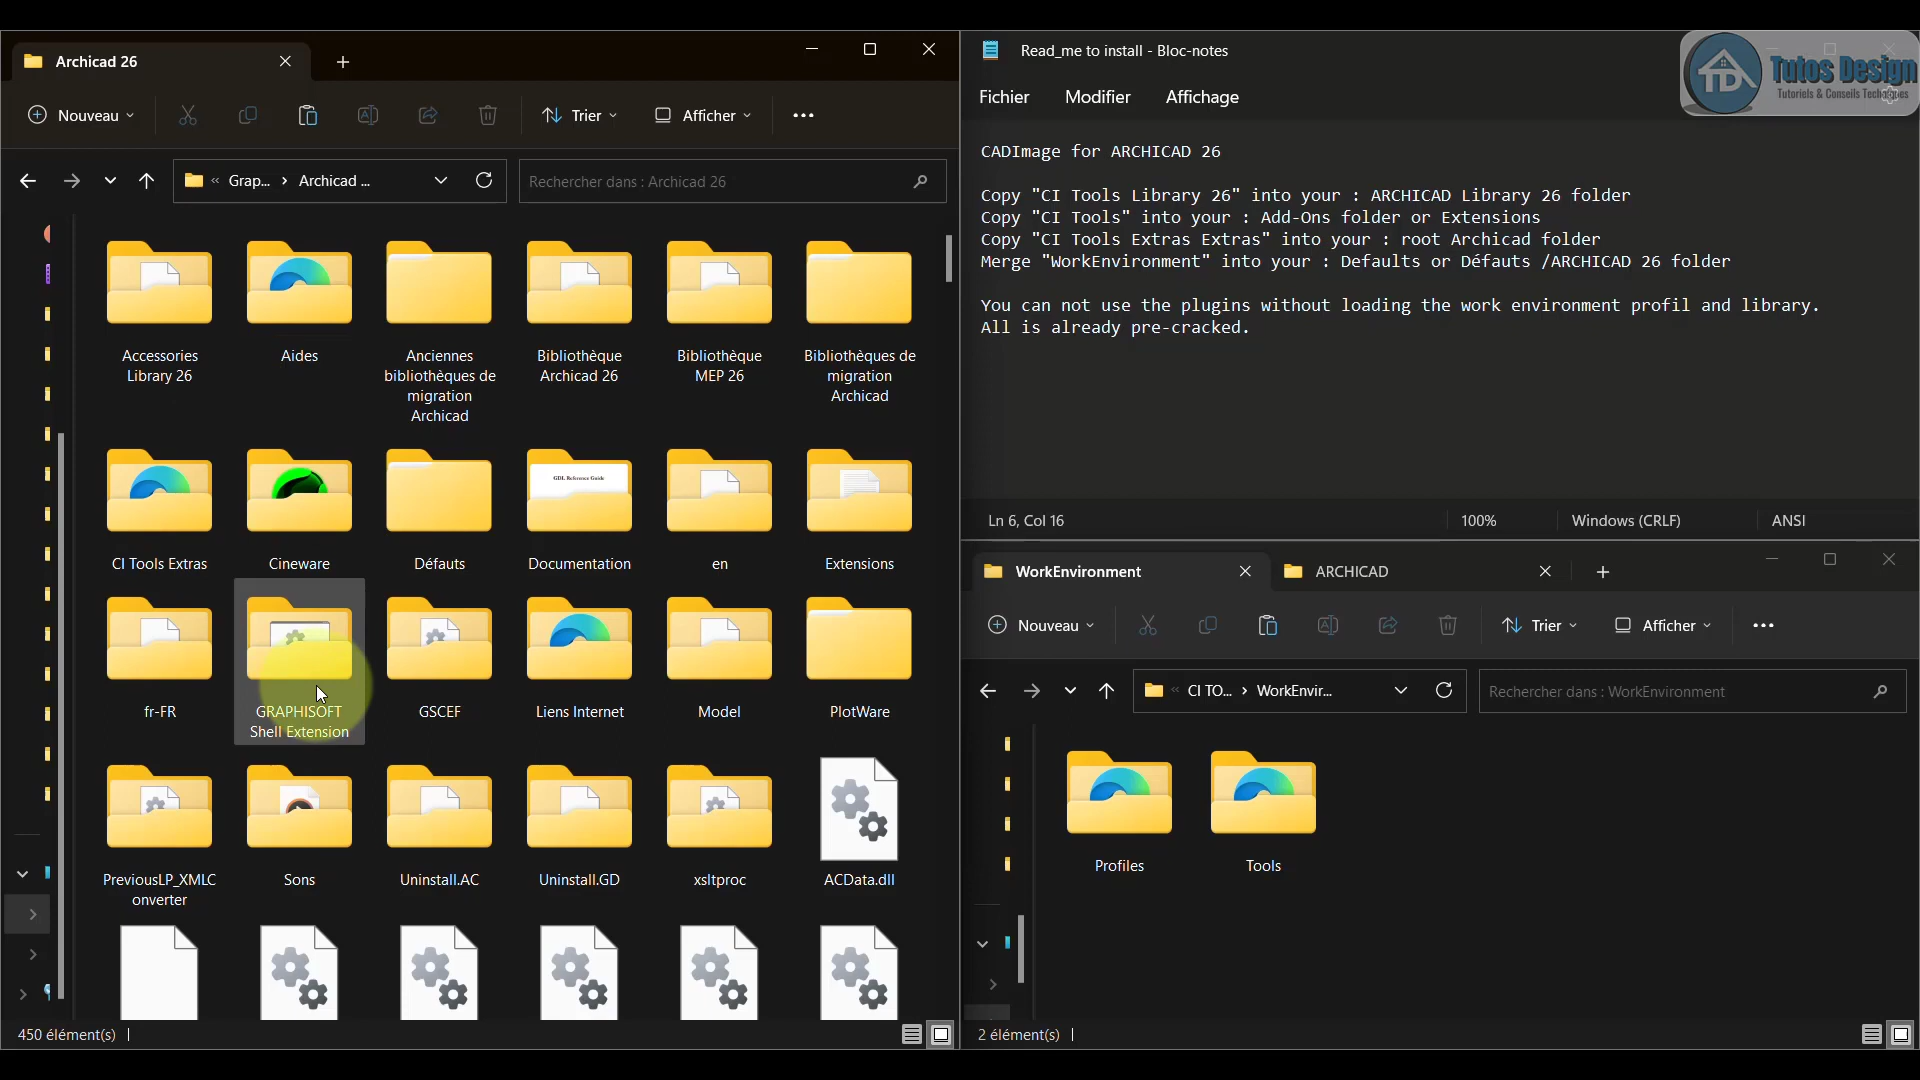 Archicad 26
Nouveau
Trier
Afficher
Grap...
Archicad ...
Rechercher dans : Archicad 26
Accessories
Library 26
Aides
Anciennes
bibliothèques de
migration
Archicad
Bibliothèque
Archicad 26
Bibliothèque
MEP 26
Bibliothèques de
migration
Archicad
CI Tools Extras
Cineware
Défauts
GDL Reference Guide
Documentation
en
Extensions
fr-FR
GRAPHISOFT
Shell Extension
GSCEF
Liens Internet
Model
PlotWare
PreviousLP_XMLC
onverter
Sons
Uninstall.AC
Uninstall.GD
xsltproc
ACData.dll
450 élément(s)
Read_me to install - Bloc-notes
TD
Tutos Design
Tutoriels & Conseils Techniques
Fichier
Modifier
Affichage
CADImage for ARCHICAD 26
Copy "CI Tools Library 26" into your : ARCHICAD Library 26 folder
Copy "CI Tools" into your : Add-Ons folder or Extensions
Copy "CI Tools Extras Extras" into your : root Archicad folder
Merge "WorkEnvironment" into your : Defaults or Défauts /ARCHICAD 26 folder
You can not use the plugins without loading the work environment profil and library.
All is already pre-cracked.
Ln 6, Col 16
100%
Windows (CRLF)
ANSI
WorkEnvironment
ARCHICAD
Nouveau
Trier
Afficher
CI TO...
WorkEnvir...
Rechercher dans : WorkEnvironment
Profiles
Tools
2 élément(s)